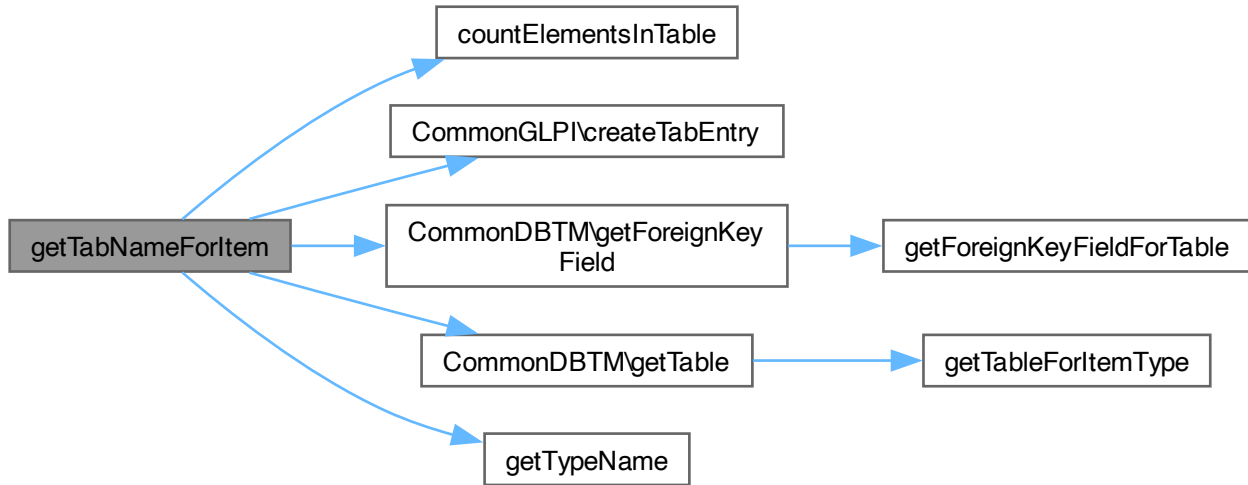 countElementsInTable
CommonGLPI\createTabEntry
getTabNameForItem
CommonDBTM\getForeignKey
Field
getForeignKeyFieldForTable
CommonDBTM\getTable
getTableForItemType
getTypeName